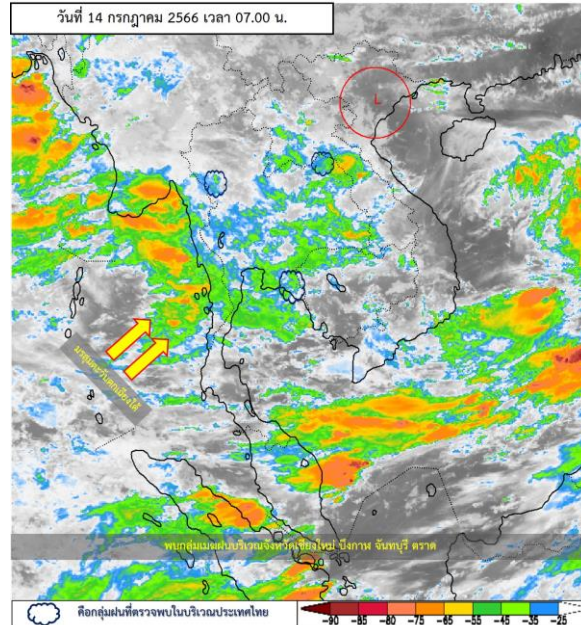 วันที่ 14 กรกฎาคม 2566 เวลา 07.00 น.
L
มรสุมตะวันตกเฉียงใต้
พบกลุ่มเมฆฝนบริเวณจังหวัดเชียงใหม่ บึงกาฬ จันทบุรี ตราด
คือกลุ่มฝนที่ตรวจพบในบริเวณประเทศไทย
-90 -85 -80 -75 -65 -55 -45 -35 -25